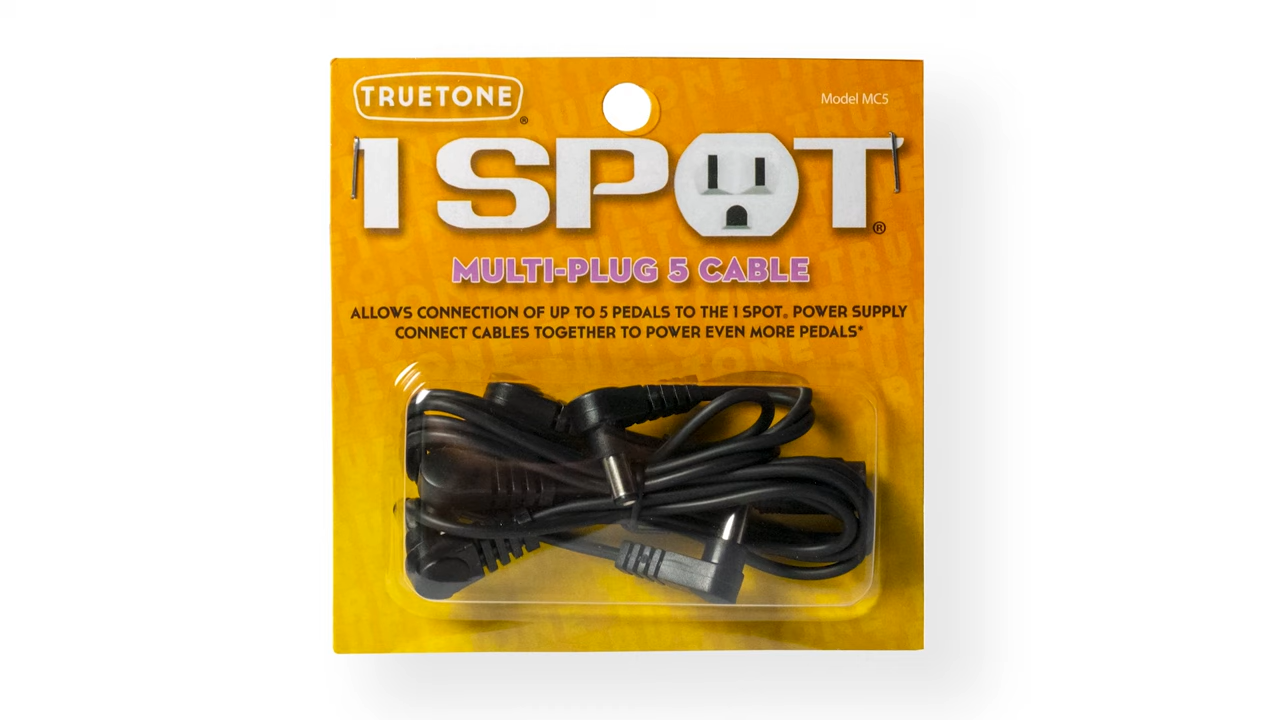 TRUETONE®
Model MC5
1 SPOT®
MULTI-PLUG 5 CABLE
ALLOWS CONNECTION OF UP TO 5 PEDALS TO THE 1 SPOT® POWER SUPPLY
CONNECT CABLES TOGETHER TO POWER EVEN MORE PEDALS*